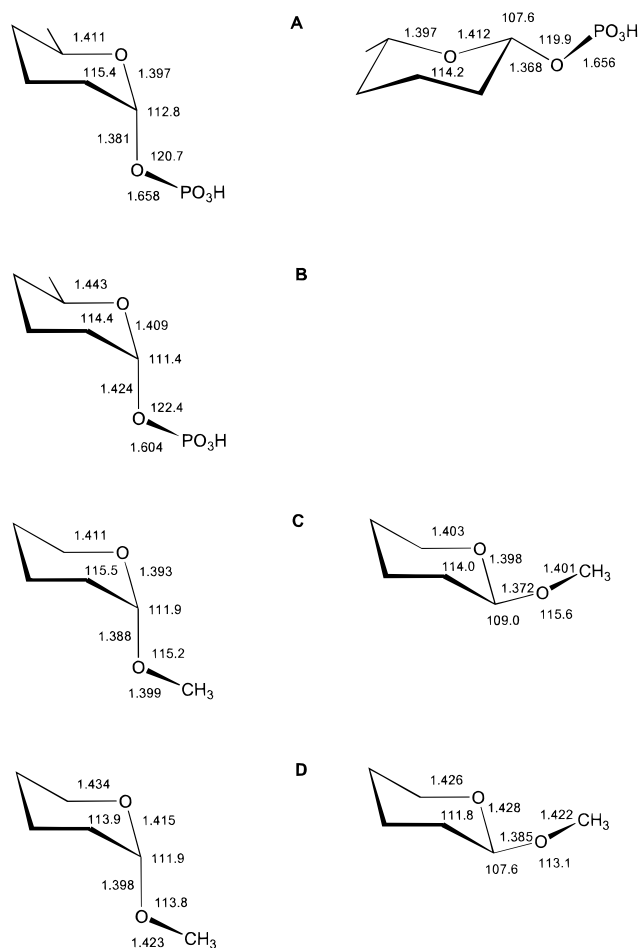 A
1.411
O
115.4
1.397
112.8
1.381
120.7
O
PO3H
1.658
107.6
PO3H
1.397
1.412
119.9
O
O
114.2
1.368
1.656
B
1.443
O
114.4
1.409
111.4
1.424
122.4
O
PO3H
1.604
C
1.411
O
115.5
1.393
111.9
1.388
115.2
O
1.399
CH3
1.403
O
1.398
114.0
1.401
CH3
1.372
O
109.0
115.6
D
1.434
O
113.9
1.415
111.9
1.398
113.8
O
1.423
CH3
1.426
O
1.428
111.8
1.422
CH3
1.385
O
107.6
113.1